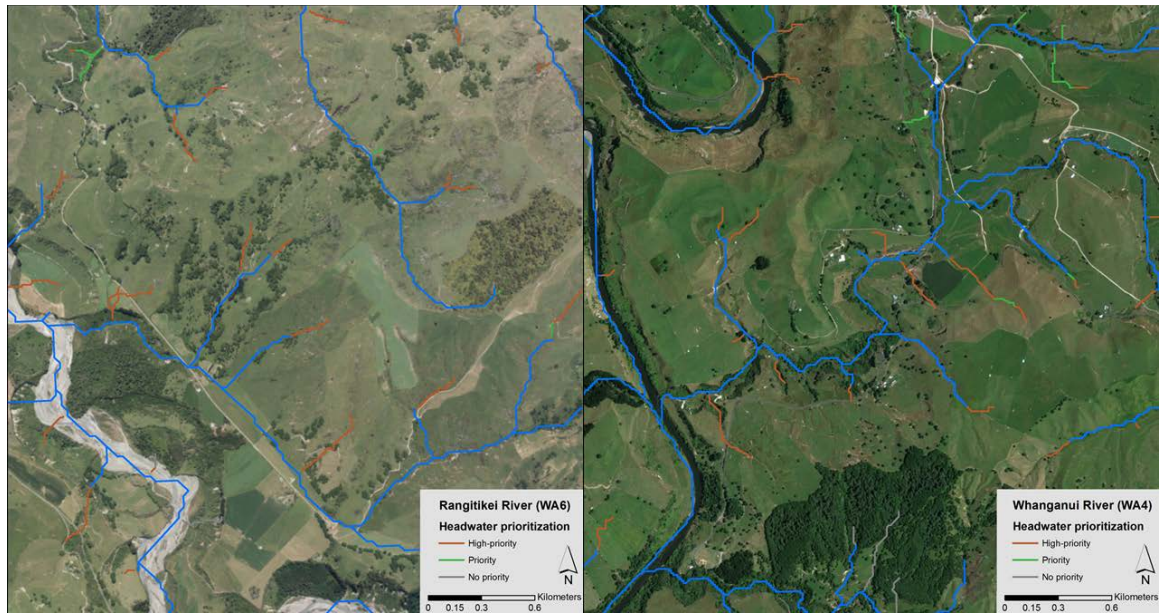 Rangitikei River (WA6)
Headwater prioritization
High-priority
Priority
No priority
N
Kilometers
0 0.15 0.3 0.6
Whanganui River (WA4)
Headwater prioritization
High-priority
Priority
No priority
N
Kilometers
0 0.15 0.3 0.6